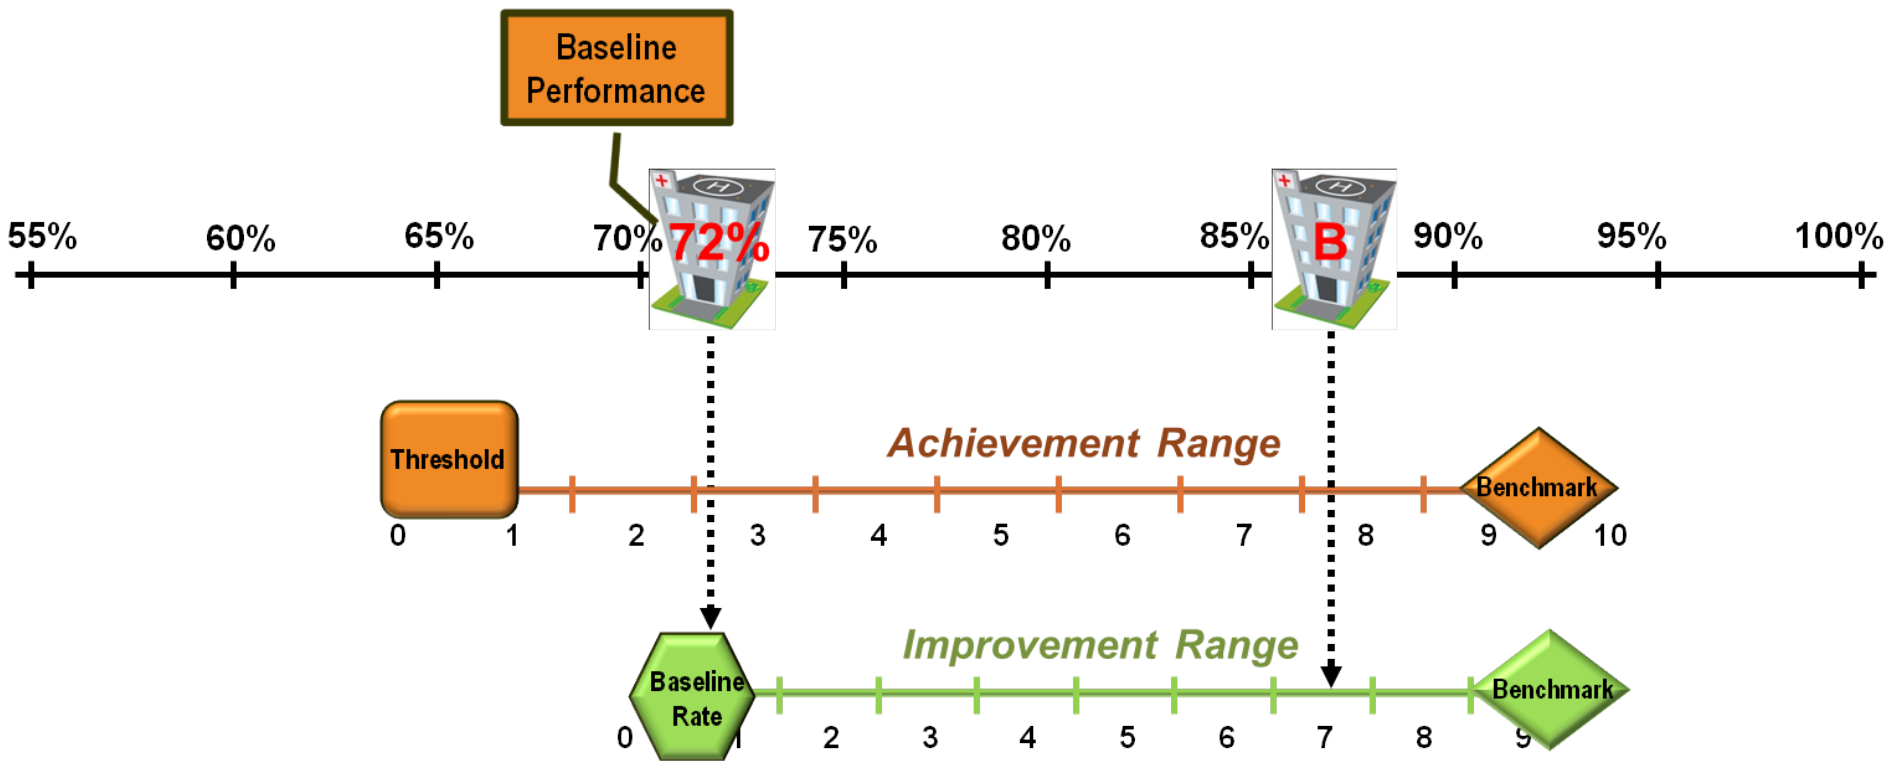 Baseline
Performance
55%
60%
65%
70%
72%
75%
80%
85%
B
90%
95%
100%
H
H
Achievement Range
Threshold
Benchmark
0 1 2 3 4 5 6 7 8 9 10
Improvement Range
Baseline
Rate
Benchmark
0 1 2 3 4 5 6 7 8 9